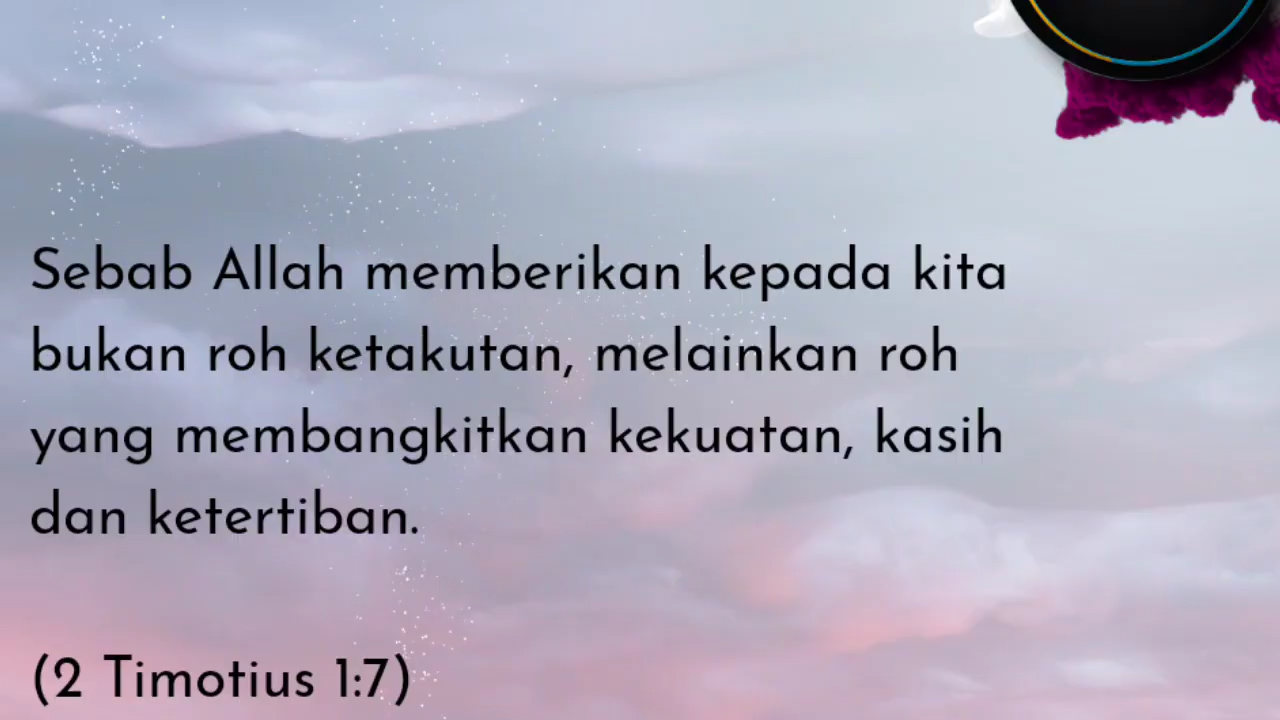 Sebab Allah memberikan kepada kita
bukan roh ketakutan, melainkan roh
yang membangkitkan kekuatan, kasih
dan ketertiban.
(2 Timotius 1:7)